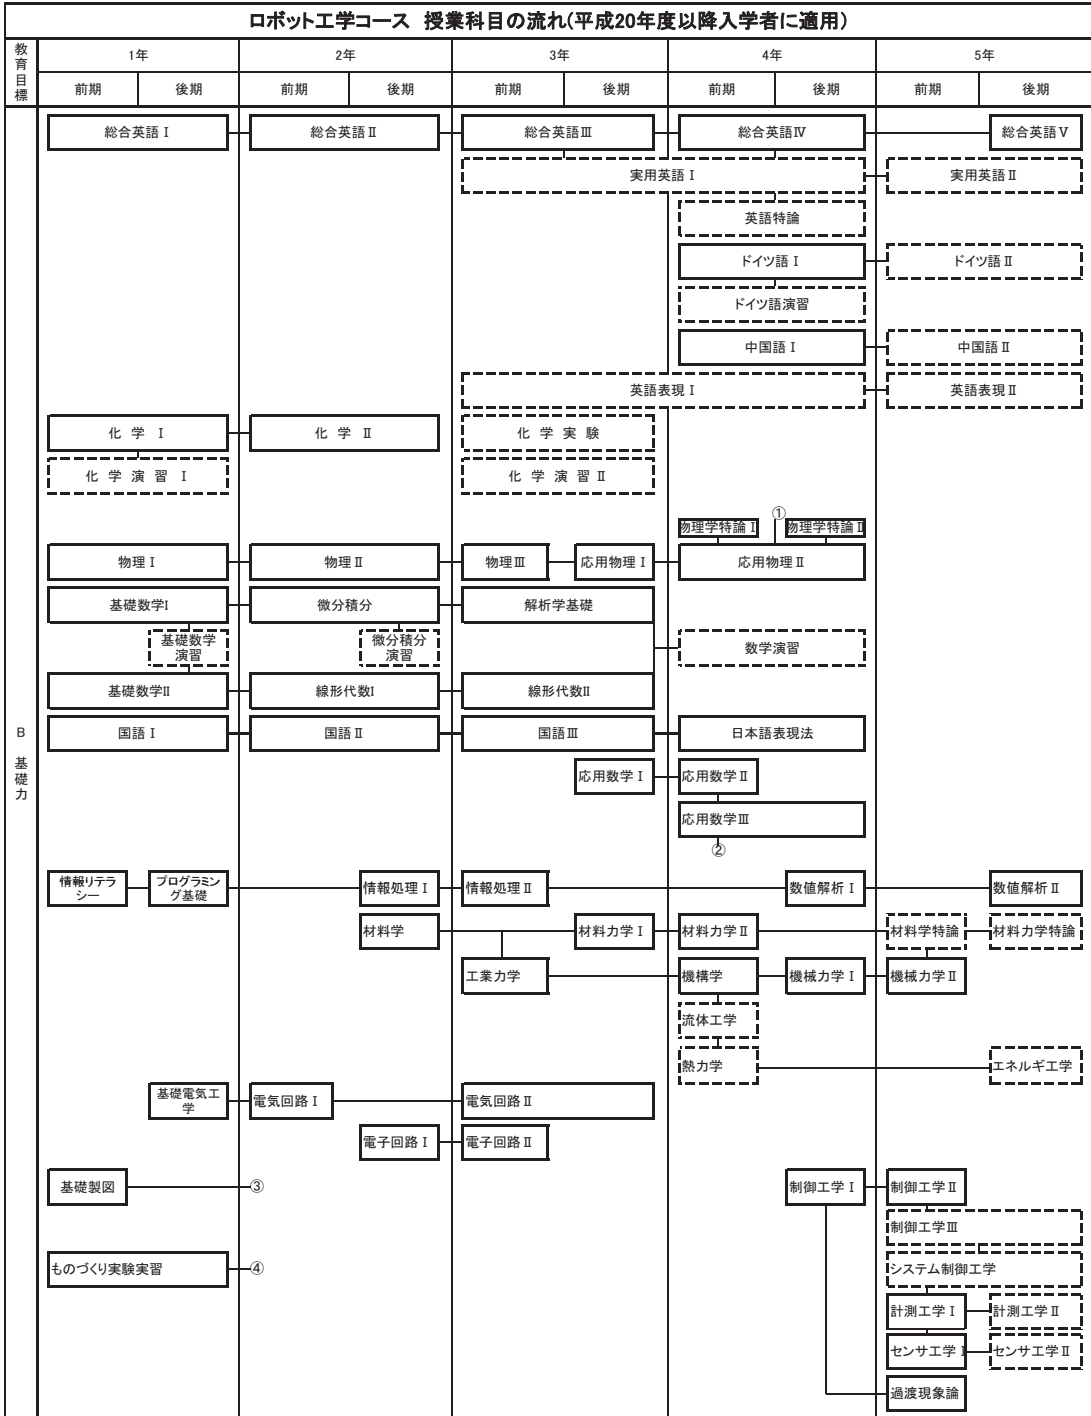 ロボット工学コース 授業科目の流れ(平成20年度以降入学者に適用)
教育目標
1年 2年 3年 4年 5年
前期 後期 前期 後期 前期 後期 前期 後期 前期 後期
総合英語Ⅰ 総合英語Ⅱ 総合英語Ⅲ 総合英語Ⅳ 総合英語Ⅴ
実用英語Ⅰ 実用英語Ⅱ
英語特論
ドイツ語Ⅰ ドイツ語Ⅱ
ドイツ語演習
中国語Ⅰ 中国語Ⅱ
英語表現Ⅰ 英語表現Ⅱ
化 学 Ⅰ 化 学 Ⅱ 化 学 実 験
化 学 演 習 Ⅰ 化 学 演 習 Ⅱ
①
物理学特論Ⅰ 物理学特論Ⅱ
物理Ⅰ 物理Ⅱ 物理Ⅲ 応用物理Ⅰ 応用物理Ⅱ
基礎数学I 微分積分 解析学基礎
基礎数学
演習
微分積分
演習
数学演習
基礎数学II 線形代数I 線形代数II
国語Ⅰ 国語Ⅱ 国語Ⅲ 日本語表現法
B 基礎力
応用数学Ⅰ 応用数学Ⅱ
応用数学Ⅲ
②
情報リテラ
シー
プログラミン
グ基礎
情報処理Ⅰ 情報処理Ⅱ 数値解析Ⅰ 数値解析Ⅱ
材料学 材料力学Ⅰ 材料力学Ⅱ 材料学特論 材料力学特論
工業力学 機構学 機械力学Ⅰ 機械力学Ⅱ
流体工学
熱力学 エネルギ工学
基礎電気工
学
電気回路Ⅰ 電気回路Ⅱ
電子回路Ⅰ 電子回路Ⅱ
基礎製図 ③ 制御工学Ⅰ 制御工学Ⅱ
制御工学Ⅲ
ものづくり実験実習 ④ システム制御工学
計測工学Ⅰ 計測工学Ⅱ
センサ工学Ⅰ センサ工学Ⅱ
過渡現象論